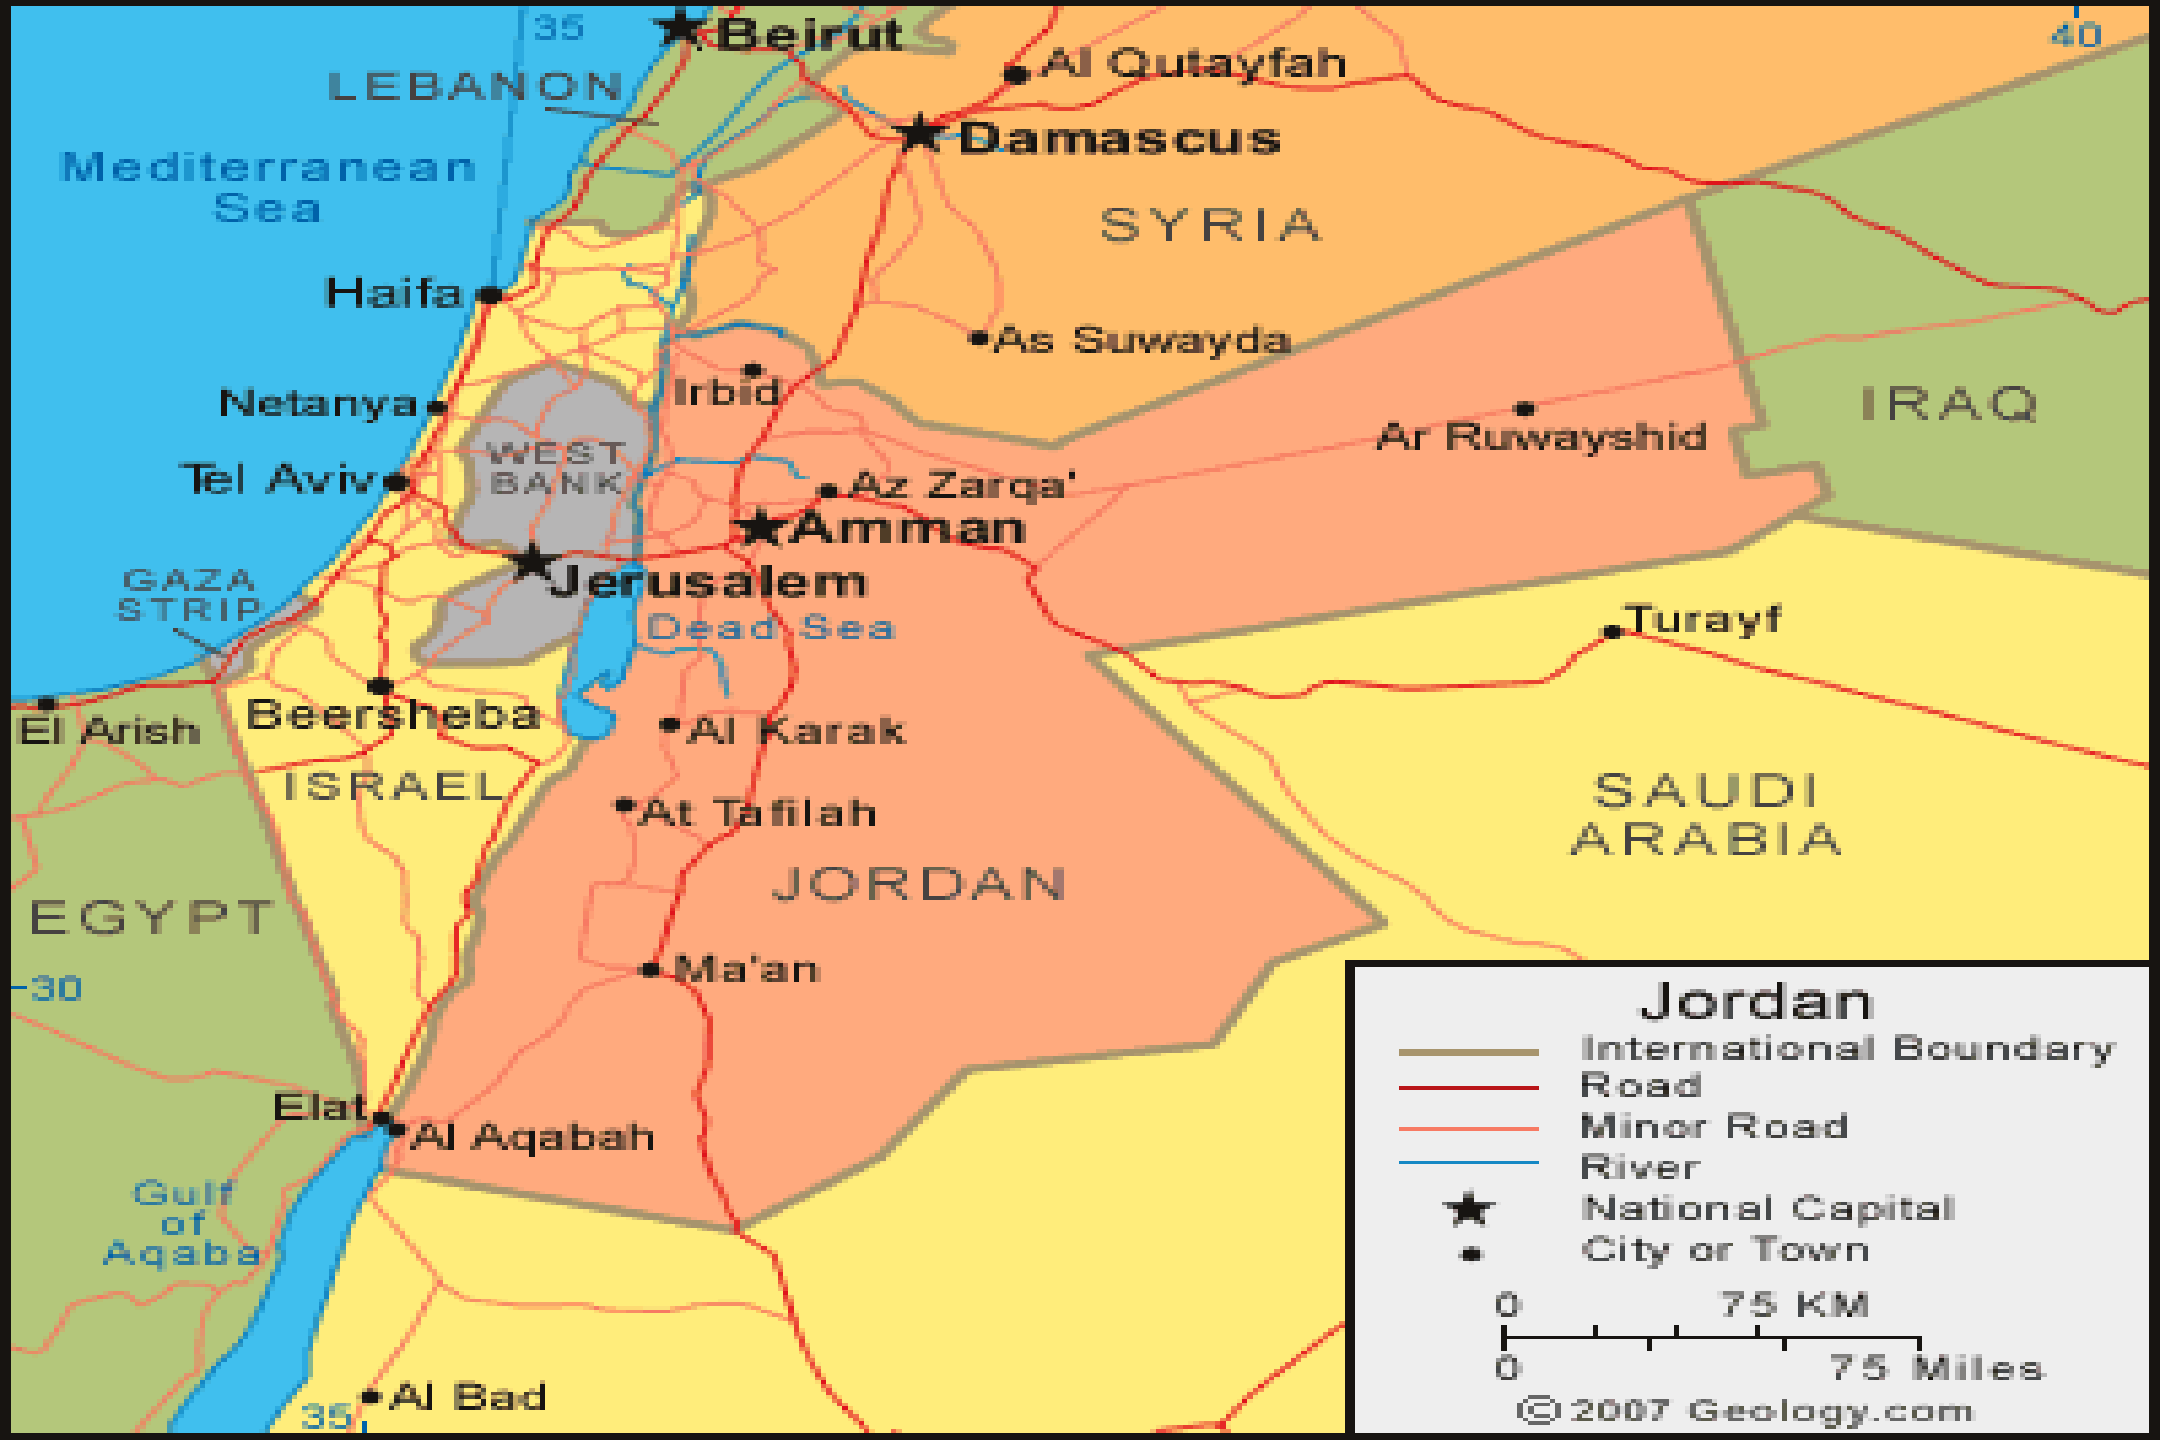 35
Beirut
40
Al Qutayfah
LEBANON
Damascus
Mediterranean
Sea
SYRIA
Haifa
As Suwayda
Irbid
Netanya
IRAQ
Ar Ruwayshid
WEST
BANK
Tel Aviv
Az Zarqa'
Amman
Jerusalem
GAZA
STRIP
Dead Sea
Turayf
El Arish
Beersheba
Al Karak
ISRAEL
SAUDI
ARABIA
At Tafilah
JORDAN
EGYPT
Ma'an
30
Elat
Al Aqabah
Gulf
of
Aqaba
Al Bad
35
Jordan
International Boundary
Road
Minor Road
River
National Capital
City or Town
0 75 KM
0 75 Miles
© 2007 Geology.com